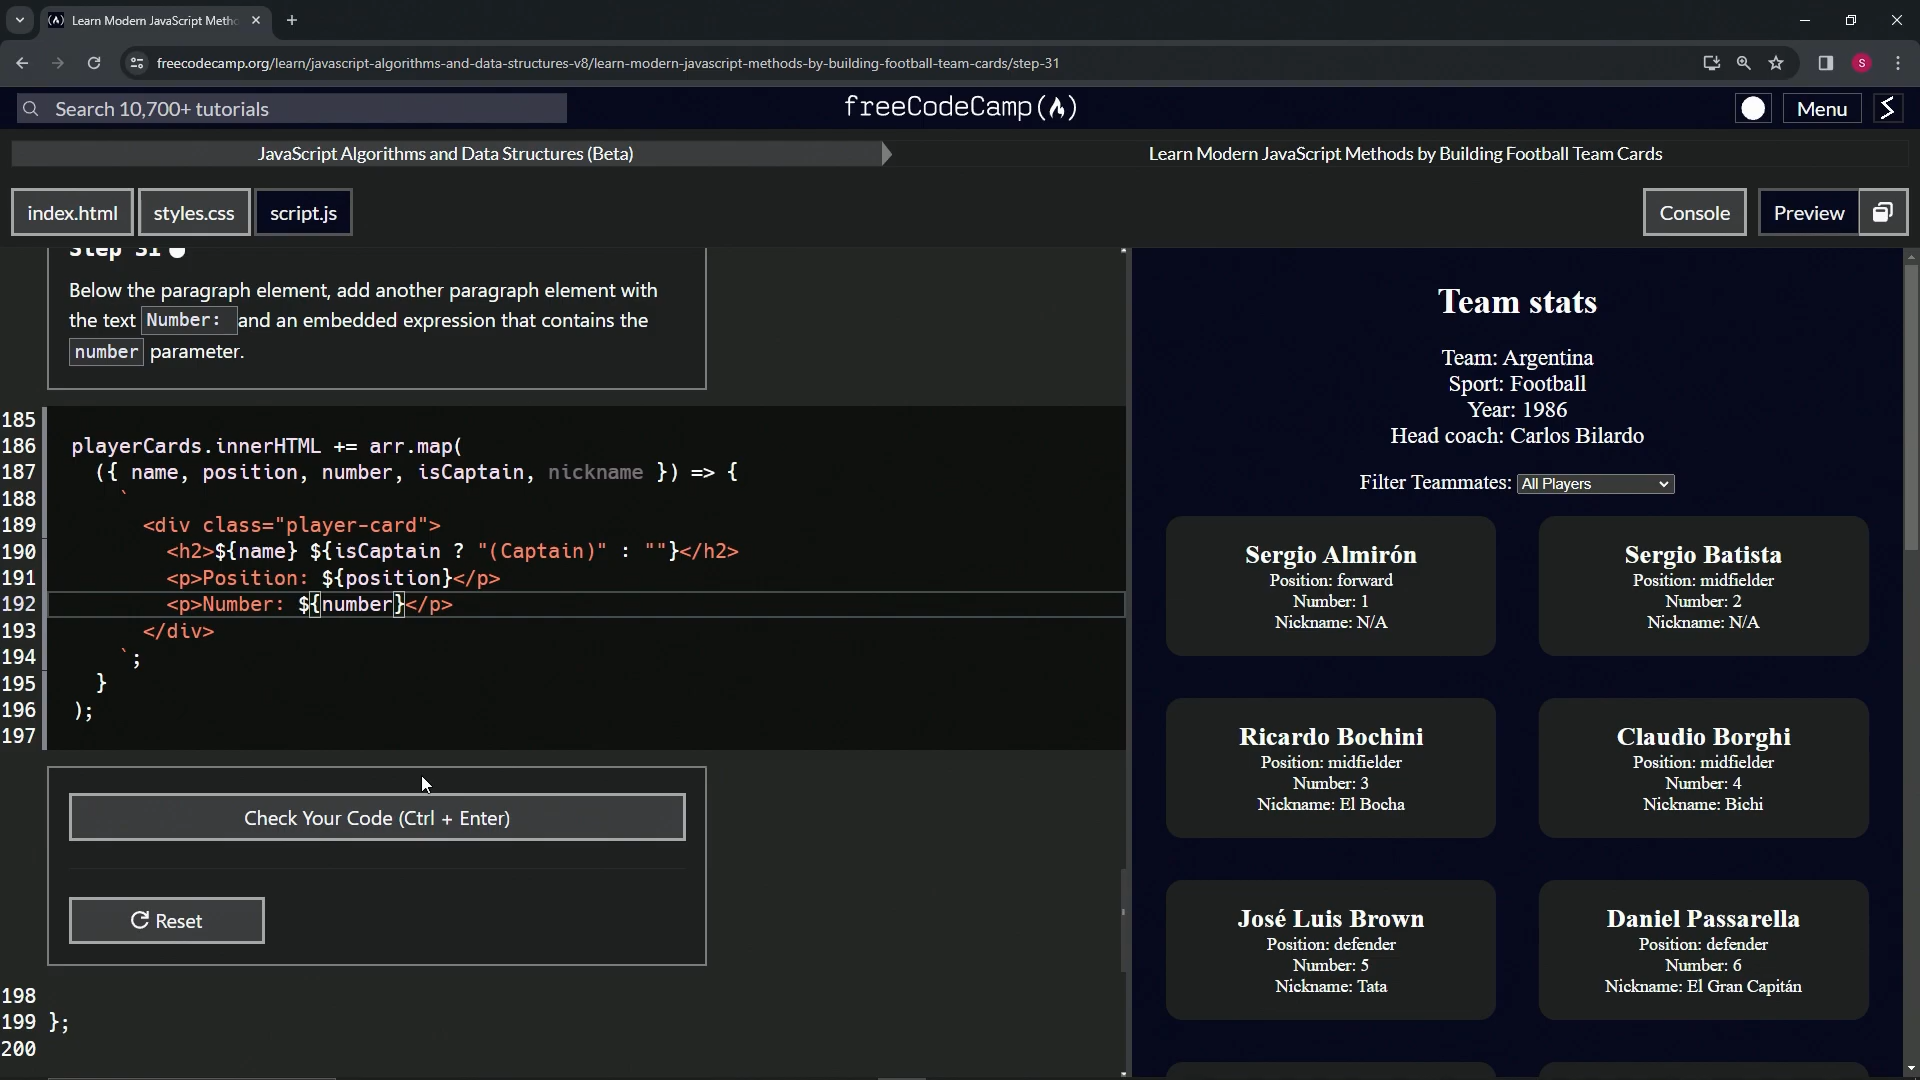 Learn Modern JavaScript Meth
freecodecamp.org/learn/javascript-algorithms-and-data-structures-v8/learn-modern-javascript-methods-by-building-football-team-cards/step-31
S
Search 10,700+ tutorials
freeCodeCamp
Menu
JavaScript Algorithms and Data Structures (Beta)
Learn Modern JavaScript Methods by Building Football Team Cards
index.html
styles.css
script.js
Console
Preview
Step 31
Below the paragraph element, add another paragraph element with
the text Number: and an embedded expression that contains the
number parameter.
185
186 playerCards.innerHTML += arr.map(
187 ({ name, position, number, isCaptain, nickname }) => {
188 `
189 <div class="player-card">
190 <h2>${name} ${isCaptain ? "(Captain)" : ""}</h2>
191 <p>Position: ${position}</p>
192 <p>Number: ${number}</p>
193 </div>
194 `;
195 }
196 );
197
Check Your Code (Ctrl + Enter)
Reset
198
199 };
200
Team stats
Team: Argentina
Sport: Football
Year: 1986
Head coach: Carlos Bilardo
Filter Teammates: All Players
Sergio Almirón
Position: forward
Number: 1
Nickname: N/A
Sergio Batista
Position: midfielder
Number: 2
Nickname: N/A
Ricardo Bochini
Position: midfielder
Number: 3
Nickname: El Bocha
Claudio Borghi
Position: midfielder
Number: 4
Nickname: Bichi
José Luis Brown
Position: defender
Number: 5
Nickname: Tata
Daniel Passarella
Position: defender
Number: 6
Nickname: El Gran Capitán